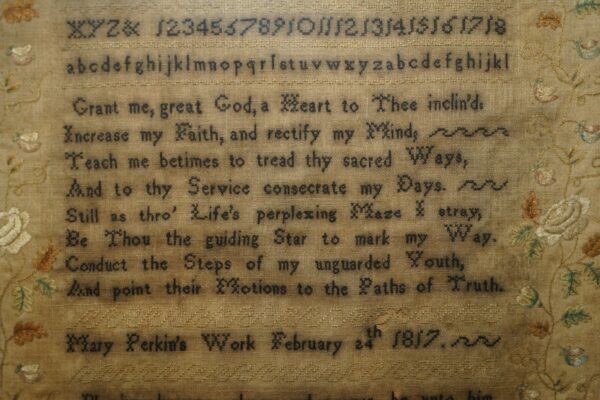 XYZ& 123456789101112131415161718
abcdefghijklmnopqrſstuvwxyzabcdefghijkl
Grant me, great God, a Heart to Thee inclin'd:
Increase my Faith, and rectify my Mind;
Teach me betimes to tread thy sacred Ways,
And to thy Service consecrate my Days.
Still as thro' Life's perplexing Maze I stray,
Be Thou the guiding Star to mark my Way.
Conduct the Steps of my unguarded Youth,
And point their Motions to the Paths of Truth.
Mary Perkin's Work February 24th 1817.